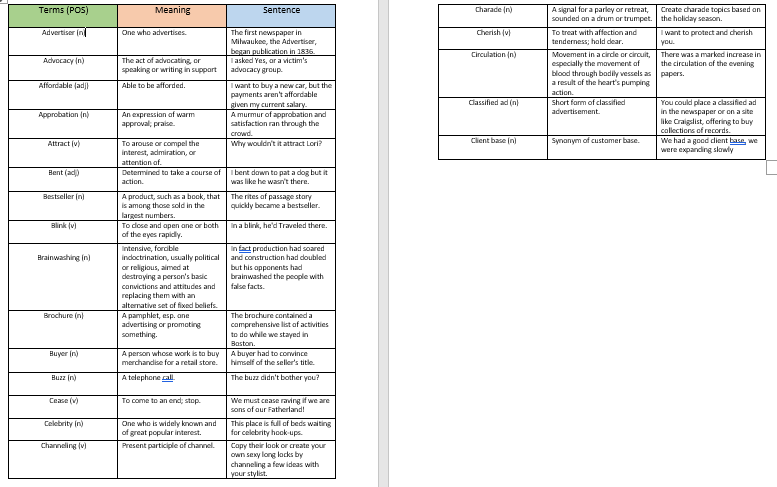 Terms (POS) Meaning Sentence
Advertiser (n) One who advertises. The first newspaper in
Milwaukee, the Advertiser,
began publication in 1836.
Advocacy (n) The act of advocating, or I asked Yes, or a victim's
speaking or writing in support advocacy group.
Affordable (adj) Able to be afforded. I want to buy a new car, but the
payments aren't affordable
given my current salary.
Approbation (n) An expression of warm A murmur of approbation and
approval; praise. satisfaction ran through the
crowd.
Attract (v) To arouse or compel the Why wouldn't it attract Lori?
interest, admiration, or
attention of.
Bent (adj) Determined to take a course of I bent down to pat a dog but it
action. was like he wasn't there.
Bestseller (n) A product, such as a book, that The rites of passage story
is among those sold in the quickly became a bestseller.
largest numbers.
Blink (v) To close and open one or both In a blink, he'd Traveled there.
of the eyes rapidly.
Intensive, forcible In fact production had soared
Brainwashing (n) indoctrination, usually political and construction had doubled
or religious, aimed at but his opponents had
destroying a person's basic brainwashed the people with
convictions and attitudes and false facts.
replacing them with an
alternative set of fixed beliefs.
Brochure (n) A pamphlet, esp. one The brochure contained a
advertising or promoting comprehensive list of activities
something. to do while we stayed in
Boston.
Buyer (n) A person whose work is to buy A buyer had to convince
merchandise for a retail store. himself of the seller's title.
Buzz (n) A telephone call. The buzz didn't bother you?
Cease (v) To come to an end; stop. We must cease raving if we are
sons of our Fatherland!
Celebrity (n) One who is widely known and This place is full of beds waiting
of great popular interest. for celebrity hook-ups.
Channeling (v) Present participle of channel. Copy their look or create your
own sexy long locks by
channeling a few ideas with
your stylist.
Charade (n) A signal for a parley or retreat, Create charade topics based on
sounded on a drum or trumpet. the holiday season.
Cherish (v) To treat with affection and I want to protect and cherish
tenderness; hold dear. you.
Circulation (n) Movement in a circle or circuit, There was a marked increase in
especially the movement of the circulation of the evening
blood through bodily vessels as papers.
a result of the heart's pumping
action.
Classified ad (n) Short form of classified You could place a classified ad
advertisement. in the newspaper or on a site
like Craigslist, offering to buy
collections of records.
Client base (n) Synonym of customer base. We had a good client base, we
were expanding slowly